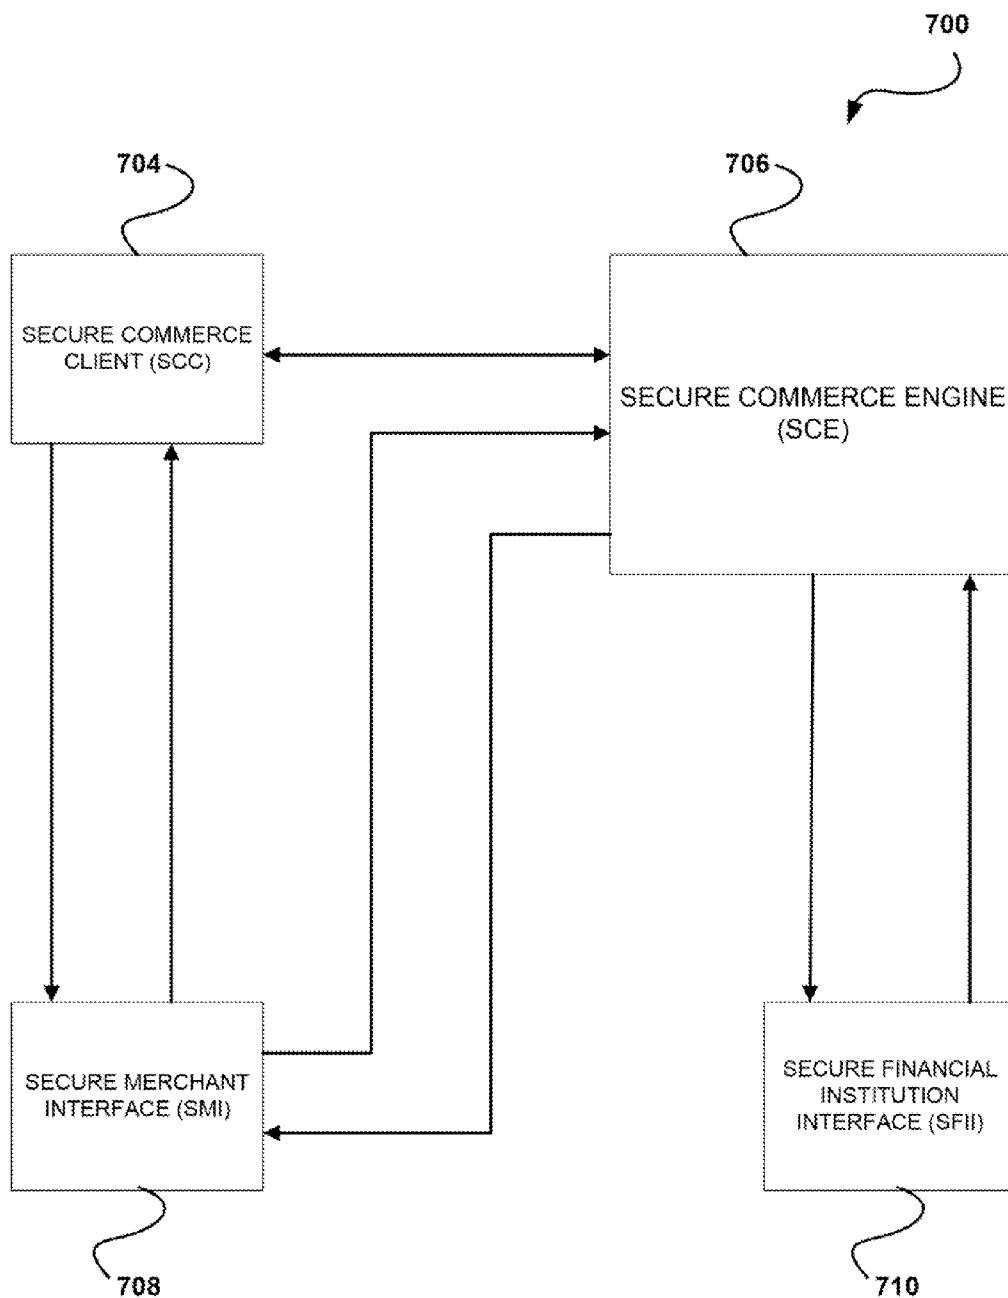 700
704
706
SECURE COMMERCE
CLIENT (SCC)
SECURE COMMERCE ENGINE
(SCE)
SECURE MERCHANT
INTERFACE (SMI)
SECURE FINANCIAL
INSTITUTION
INTERFACE (SFII)
708
710